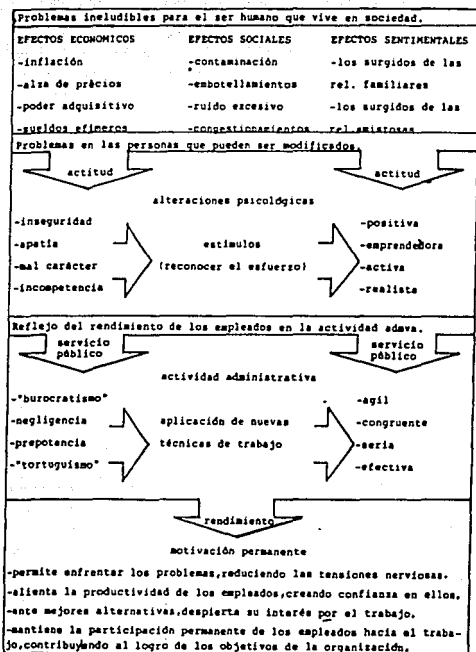 Problemas ineludibles para el ser humano que vive en sociedad.
EFECTOS ECONOMICOS EFECTOS SOCIALES EFECTOS SENTIMENTALES
-inflación -contaminación -los surgidos de las
-alza de précios -embotellamientos rel. familiares
-poder adquisitivo -ruido excesivo -los surgidos de las
-sueldos efímeros -congestionamientos rel.amistosas
Problemas en las personas que pueden ser modificados.
actitud actitud
alteraciones psicológicas
-inseguridad -positiva
-apatía estímulos -emprendedora
-mal carácter (reconocer el esfuerzo) -activa
-incompetencia -realista
Reflejo del rendimiento de los empleados en la actividad admva.
servicio servicio
público público
actividad administrativa
-"burocratismo" -agil
-negligencia aplicación de nuevas -congruente
-prepotencia técnicas de trabajo -seria
-"tortuguismo" -efectiva
rendimiento
motivación permanente
-permite enfrentar los problemas,reduciendo las tensiones nerviosas.
-alienta la productividad de los empleados,creando confianza en ellos.
-ante mejores alternativas,despierta su interés por el trabajo.
-mantiene la participación permanente de los empleados hacia el traba-
jo,contribuyendo al logro de los objetivos de la organización.